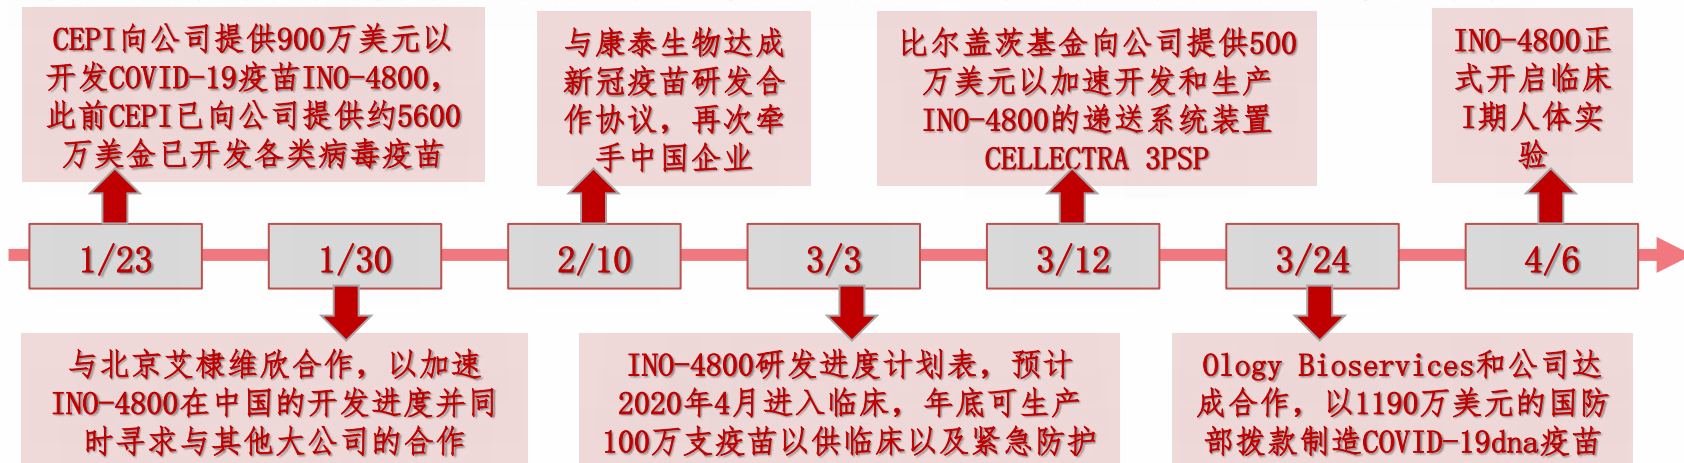 CEPI向公司提供900万美元以
开发COVID-19疫苗INO-4800，
此前CEPI已向公司提供约5600
万美金已开发各类病毒疫苗
与康泰生物达成
新冠疫苗研发合
作协议，再次牵
手中国企业
比尔盖茨基金向公司提供500
万美元以加速开发和生产
INO-4800的递送系统装置
CELLECTRA 3PSP
INO-4800正
式开启临床
I期人体实
验
1/23
1/30
2/10
3/3
3/12
3/24
4/6
与北京艾棣维欣合作，以加速
INO-4800在中国的开发进度并同
时寻求与其他大公司的合作
INO-4800研发进度计划表，预计
2020年4月进入临床，年底可生产
100万支疫苗以供临床以及紧急防护
Ology Bioservices和公司达
成合作，以1190万美元的国防
部拨款制造COVID-19dna疫苗